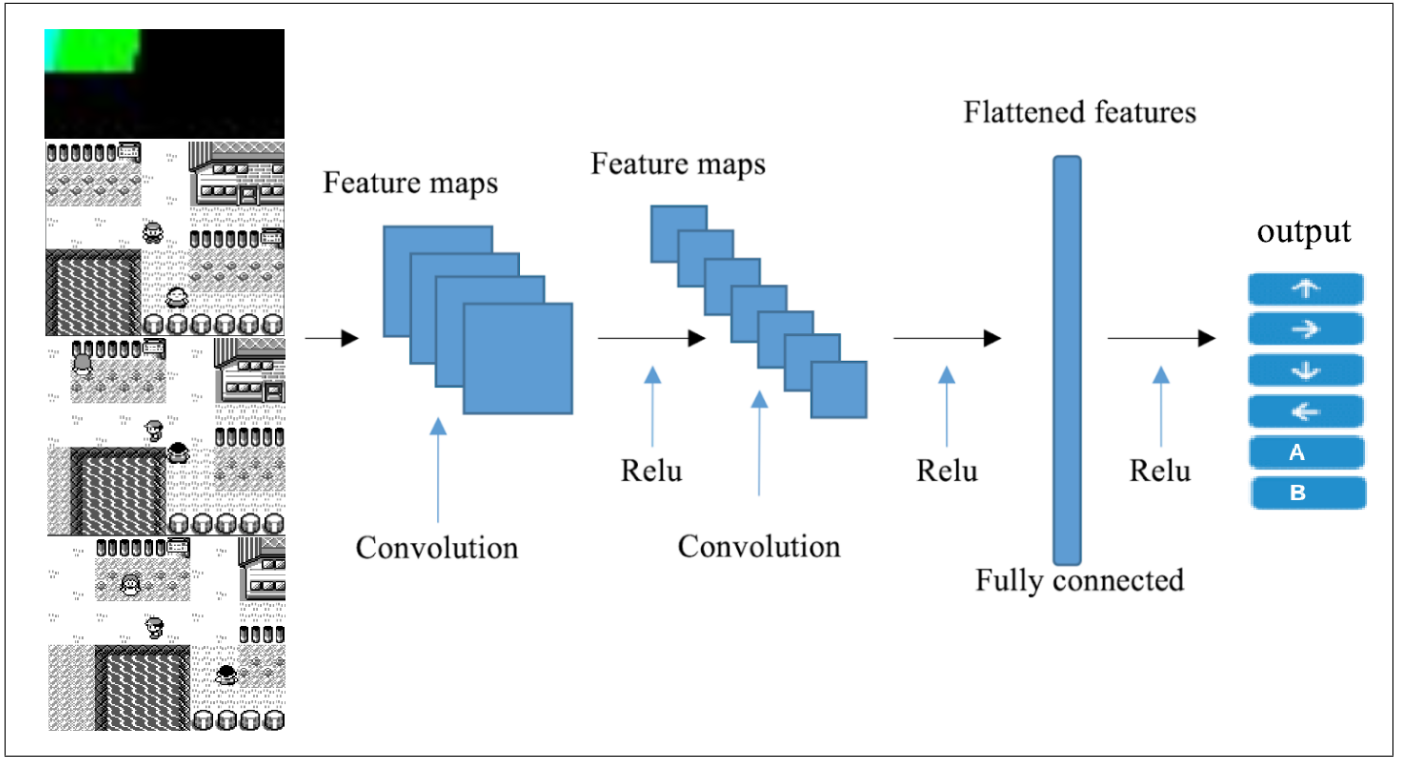 Feature maps
Convolution
Relu
Feature maps
Convolution
Relu
Flattened features
Fully connected
Relu
output
A
B